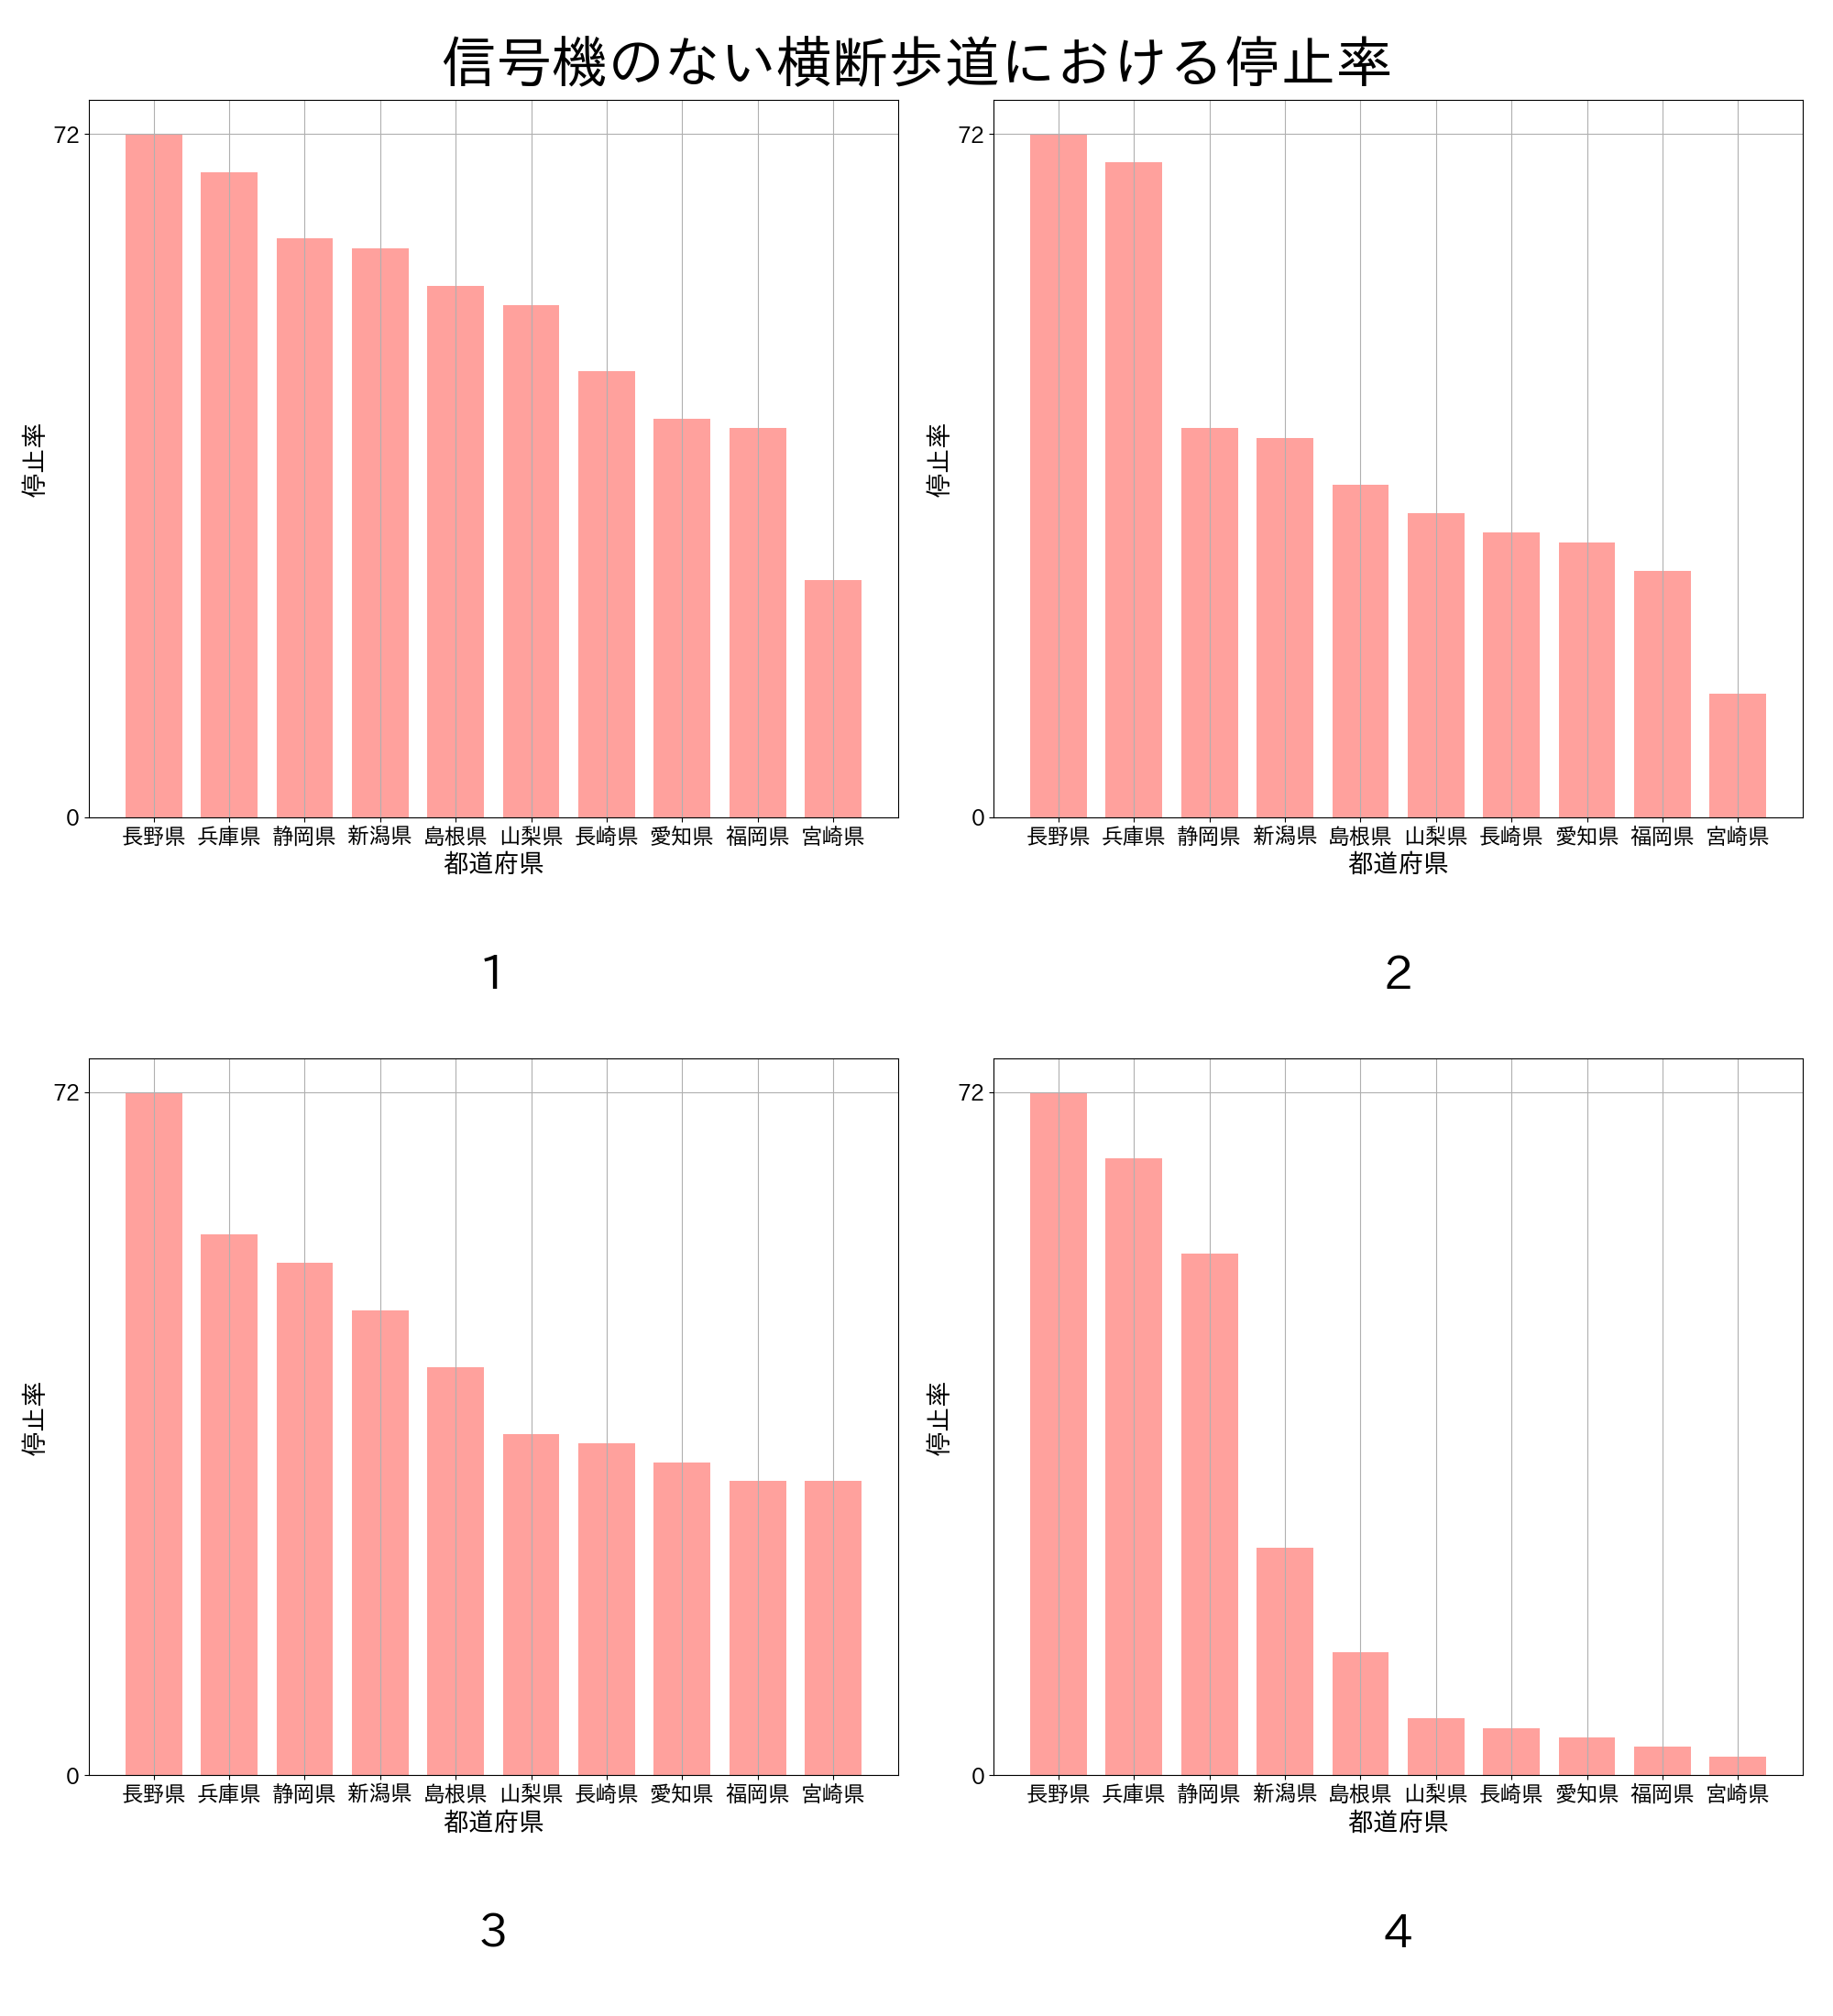 信号機のない横断歩道における停止率
72
0
停止率
長野県 兵庫県 静岡県 新潟県 島根県 山梨県 長崎県 愛知県 福岡県 宮崎県
都道府県
1
72
0
停止率
長野県 兵庫県 静岡県 新潟県 島根県 山梨県 長崎県 愛知県 福岡県 宮崎県
都道府県
2
72
0
停止率
長野県 兵庫県 静岡県 新潟県 島根県 山梨県 長崎県 愛知県 福岡県 宮崎県
都道府県
3
72
0
停止率
長野県 兵庫県 静岡県 新潟県 島根県 山梨県 長崎県 愛知県 福岡県 宮崎県
都道府県
4